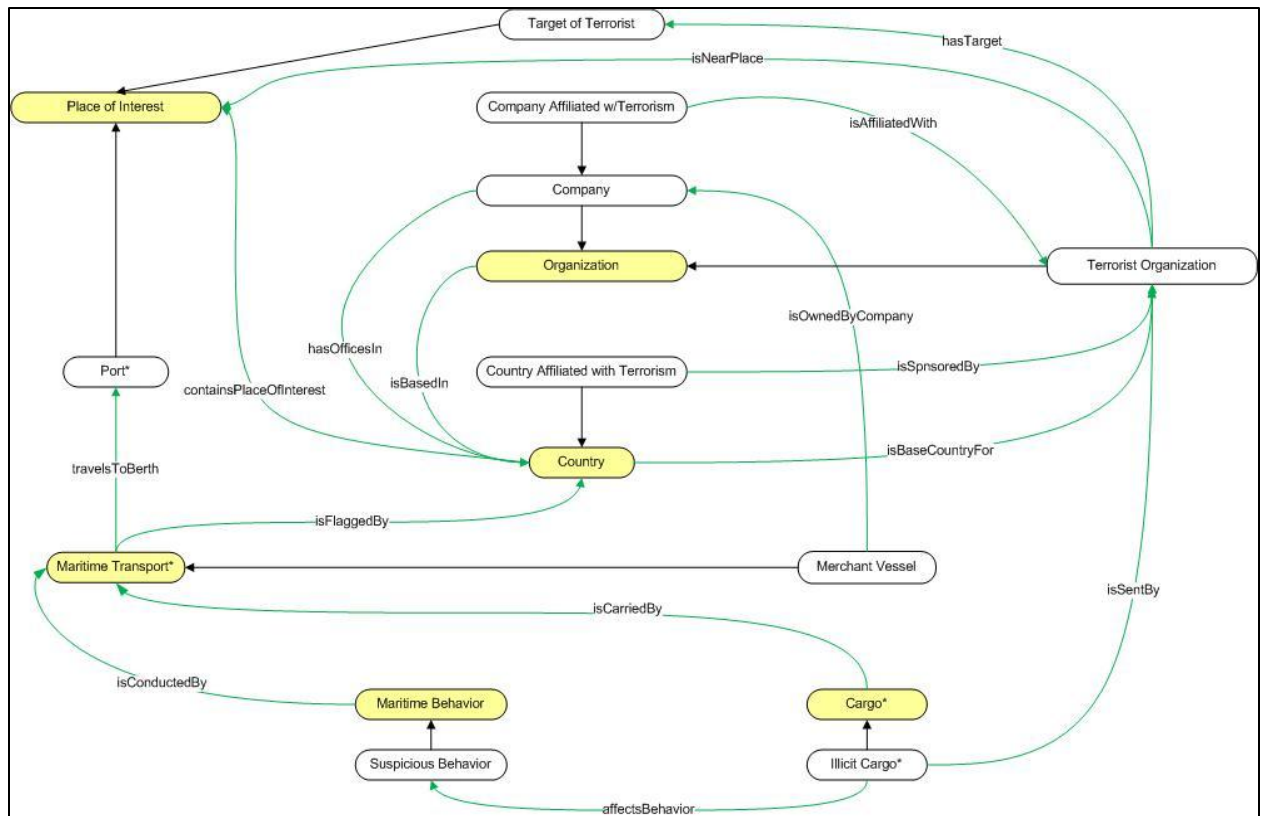 Target of Terrorist
hasTarget
isNearPlace
Place of Interest
Company Affiliated w/Terrorism
isAffiliatedWith
Company
Organization
Terrorist Organization
isOwnedByCompany
hasOfficesIn
Port*
Country Affiliated with Terrorism
isSpnsoredBy
isBasedIn
containsPlaceOfInterest
travelsToBerth
Country
isBaseCountryFor
isFlaggedBy
Maritime Transport*
Merchant Vessel
isSentBy
isCarriedBy
isConductedBy
Maritime Behavior
Cargo*
Suspicious Behavior
Illicit Cargo*
affectsBehavior